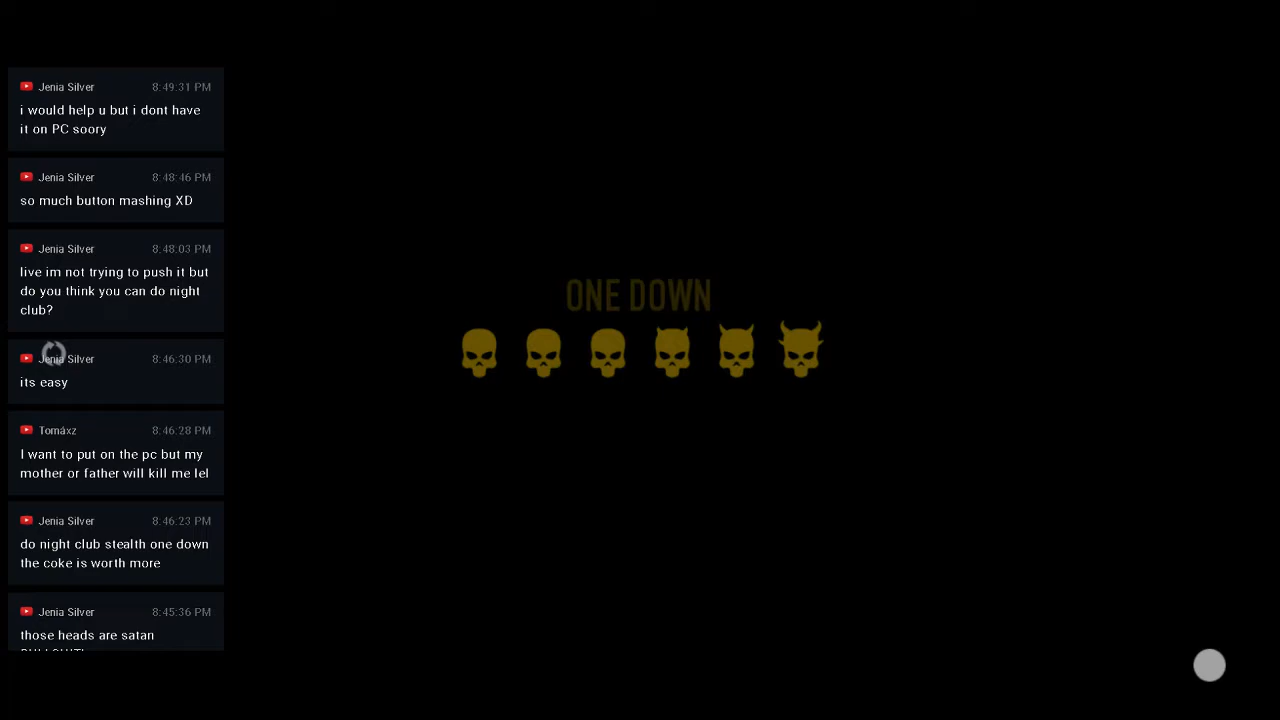 Jenia Silver 8:49:31 PM
i would help u but i dont have
it on PC soory
Jenia Silver 8:48:46 PM
so much button mashing XD
Jenia Silver 8:48:03 PM
live im not trying to push it but
do you think you can do night
club?
Jenia Silver 8:46:30 PM
its easy
Tomáxz 8:46:28 PM
I want to put on the pc but my
mother or father will kill me lel
Jenia Silver 8:46:23 PM
do night club stealth one down
the coke is worth more
Jenia Silver 8:45:36 PM
those heads are satan
ONE DOWN